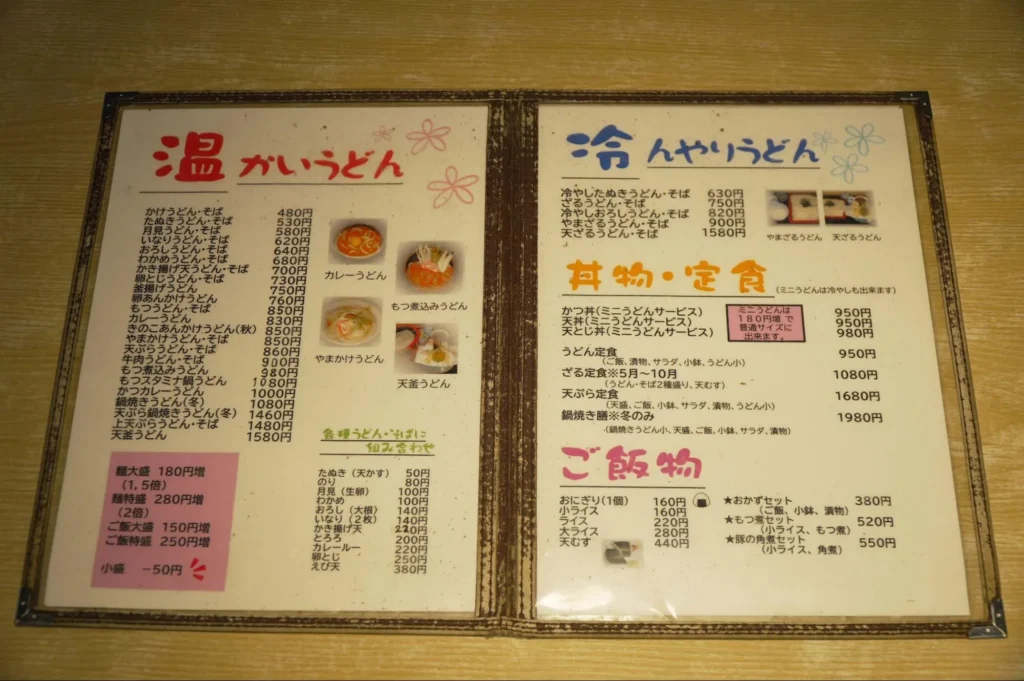 温かいうどん
かけうどん・そば 480円
たぬきうどん・そば 530円
月見うどん・そば 580円
いなりうどん・そば 620円
おろしうどん・そば 640円
わかめうどん・そば 680円
かき揚げ天うどん・そば 700円
卵とじうどん・そば 730円
釜揚げうどん 750円
卵あんかけうどん 760円
もつうどん・そば 850円
カレーうどん 830円
きのこあんかけうどん(秋) 850円
やまかけうどん・そば 850円
天ぷらうどん・そば 860円
牛肉うどん・そば 900円
もつ煮込みうどん 980円
もつスタミナ鍋うどん 1080円
かつカレーうどん 1000円
鍋焼きうどん(冬) 1080円
天ぷら鍋焼きうどん(冬) 1460円
上天ぷらうどん・そば 1480円
天釜うどん 1580円
カレーうどん
もつ煮込みうどん
やまかけうどん
天釜うどん
麺大盛 180円増
(1.5倍)
麺特盛 280円増
(2倍)
ご飯大盛 150円増
ご飯特盛 250円増
小盛 −50円
各種うどん・そばに
組み合わせ
たぬき(天かす) 50円
のり 80円
月見(生卵) 100円
わかめ 100円
おろし(大根) 140円
いなり(2枚) 140円
かき揚げ天 220円
とろろ 200円
カレールー 220円
卵とじ 250円
えび天 380円
冷んやりうどん
冷やしたぬきうどん・そば 630円
ざるうどん・そば 750円
冷やしおろしうどん・そば 820円
やまざるうどん・そば 900円
天ざるうどん・そば 1580円
やまざるうどん 天ざるうどん
丼物・定食(ミニうどんは冷やしも出来ます)
かつ丼(ミニうどんサービス) 950円
天丼(ミニうどんサービス) 950円
天とじ丼(ミニうどんサービス) 980円
ミニうどんは
180円増で
普通サイズに
出来ます。
うどん定食 950円
(ご飯、漬物、サラダ、小鉢、うどん小)
ざる定食※5月〜10月 1080円
(うどん・そば2種盛り、天むす)
天ぷら定食 1680円
(天盛、ご飯、小鉢、サラダ、漬物、うどん小)
鍋焼き膳※冬のみ 1980円
(鍋焼きうどん小、天盛、ご飯、小鉢、サラダ、漬物)
ご飯物
おにぎり(1個) 160円
小ライス 160円
ライス 220円
大ライス 280円
天むす 440円
★おかずセット 380円
(ご飯、小鉢、漬物)
★もつ煮セット 520円
(小ライス、もつ煮)
★豚の角煮セット 550円
(小ライス、角煮)